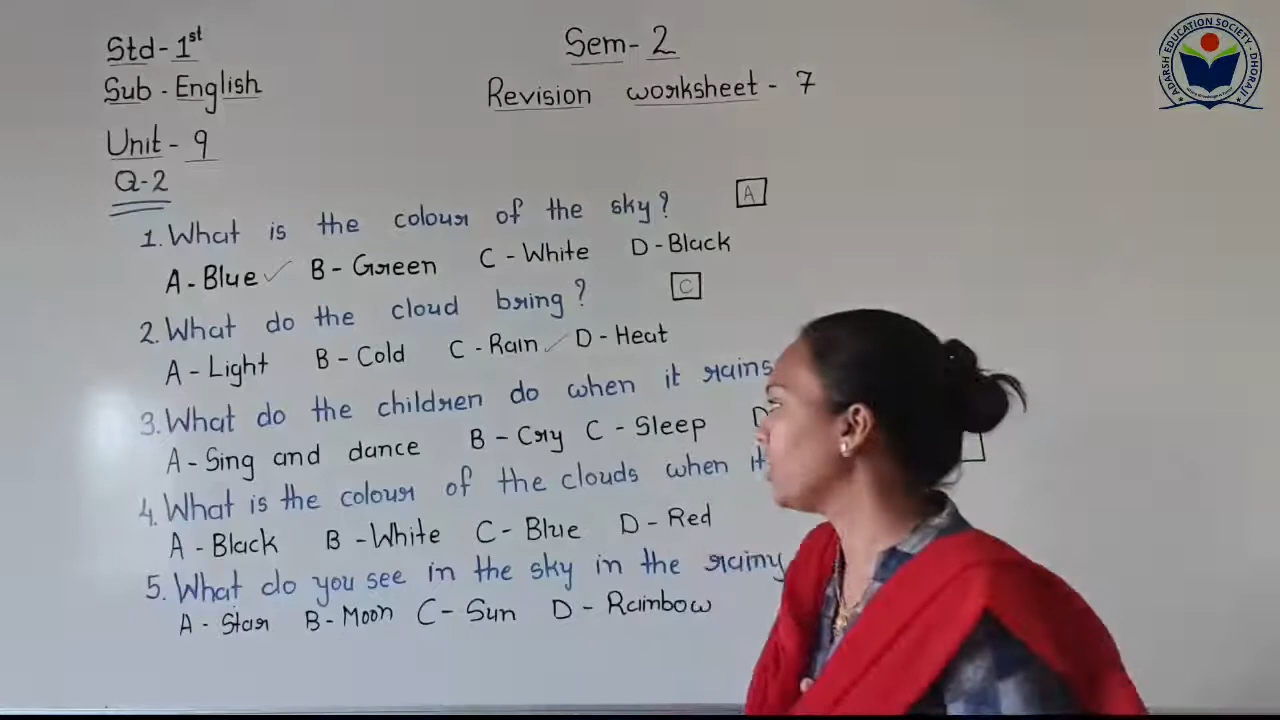 Std-1st
Sub - English
Unit - 9
Q-2
Sem-2
Revision worksheet - 7
ADARSH EDUCATION SOCIETY - DHORAJI
1. What is the colour of the sky? A
A - Blue ✓ B - Green C - White D - Black
2. What do the cloud bring? C
A - Light B - Cold C - Rain ✓ D - Heat
3. What do the children do when it rains
A - Sing and dance B - Cry C - Sleep D
4. What is the colour of the clouds when it
A - Black B - White C - Blue D - Red
5. What do you see in the sky in the rainy
A - Star B - Moon C - Sun D - Rainbow